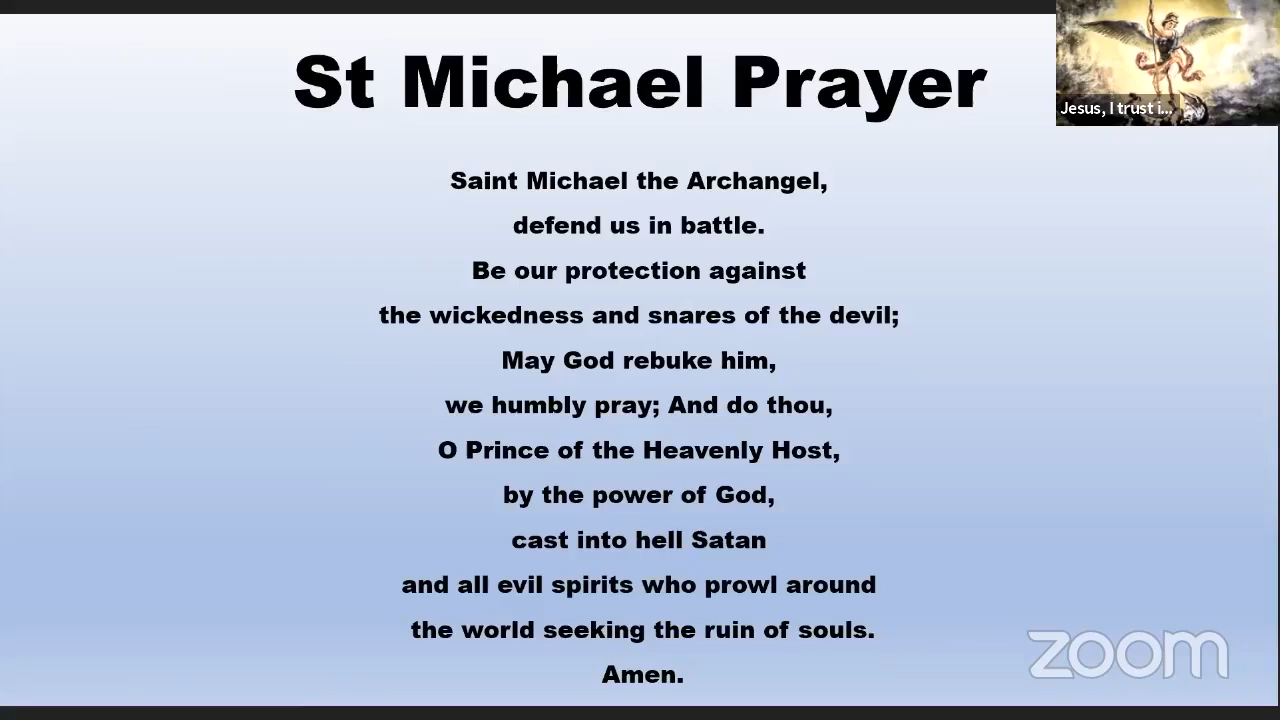 St Michael Prayer
Jesus, I trust i...
Saint Michael the Archangel,
defend us in battle.
Be our protection against
the wickedness and snares of the devil;
May God rebuke him,
we humbly pray; And do thou,
O Prince of the Heavenly Host,
by the power of God,
cast into hell Satan
and all evil spirits who prowl around
the world seeking the ruin of souls.
Amen.
zoom